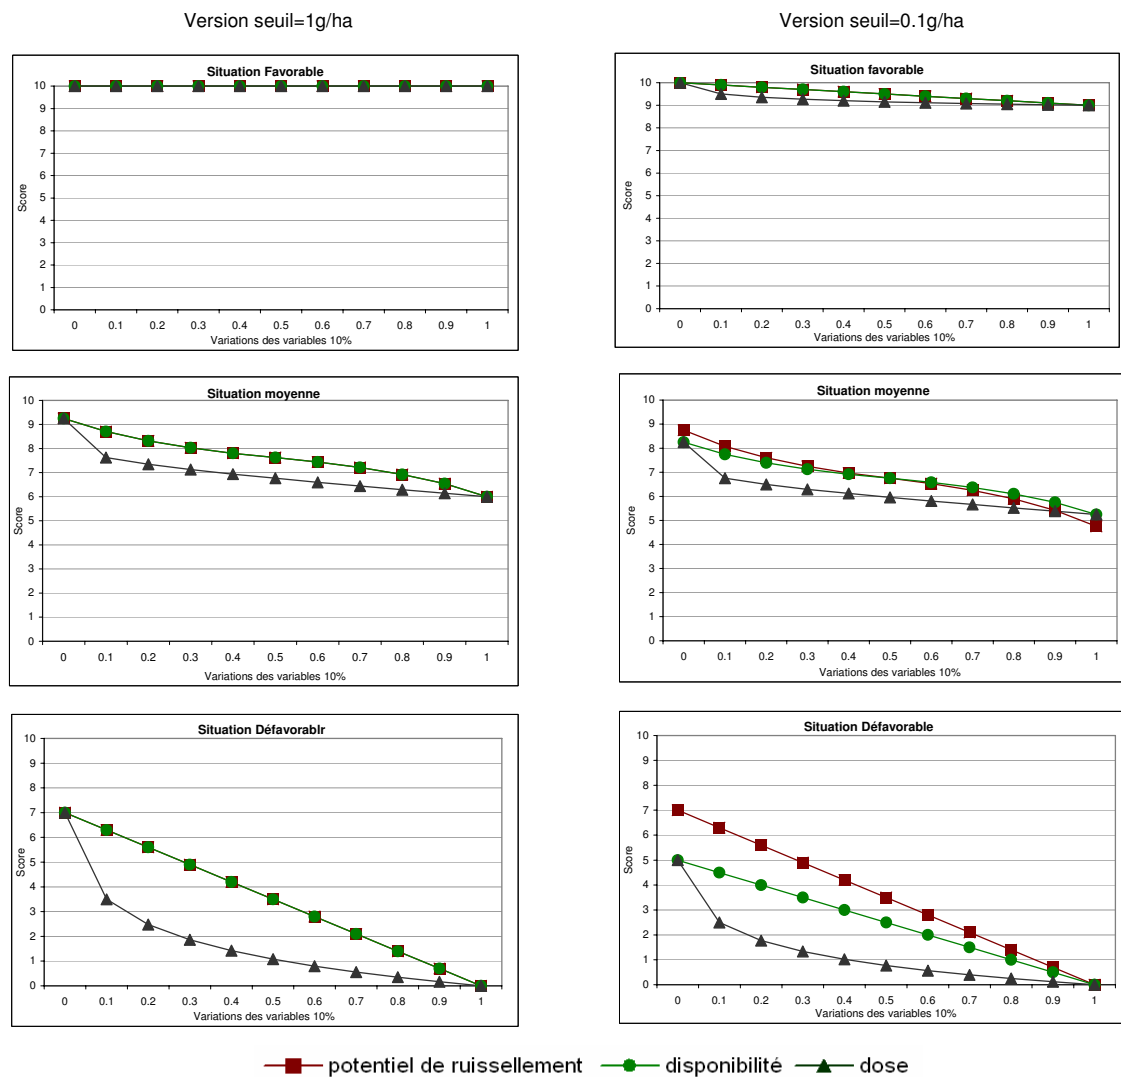 Version seuil=1g/ha
Version seuil=0.1g/ha
Situation Favorable
10
9
8
7
6
5
4
3
2
1
0
Score
0 0.1 0.2 0.3 0.4 0.5 0.6 0.7 0.8 0.9 1
Variations des variables 10%
Situation favorable
10
9
8
7
6
5
4
3
2
1
0
Score
0 0.1 0.2 0.3 0.4 0.5 0.6 0.7 0.8 0.9 1
Variations des variables 10%
Situation moyenne
10
9
8
7
6
5
4
3
2
1
0
Score
0 0.1 0.2 0.3 0.4 0.5 0.6 0.7 0.8 0.9 1
Variations des variables 10%
Situation moyenne
10
9
8
7
6
5
4
3
2
1
0
Score
0 0.1 0.2 0.3 0.4 0.5 0.6 0.7 0.8 0.9 1
Variations des variables 10%
Situation Défavorablr
10
9
8
7
6
5
4
3
2
1
0
Score
0 0.1 0.2 0.3 0.4 0.5 0.6 0.7 0.8 0.9 1
Variations des variables 10%
Situation Défavorable
10
9
8
7
6
5
4
3
2
1
0
Score
0 0.1 0.2 0.3 0.4 0.5 0.6 0.7 0.8 0.9 1
Variations des variables 10%
potentiel de ruissellement disponibilité dose